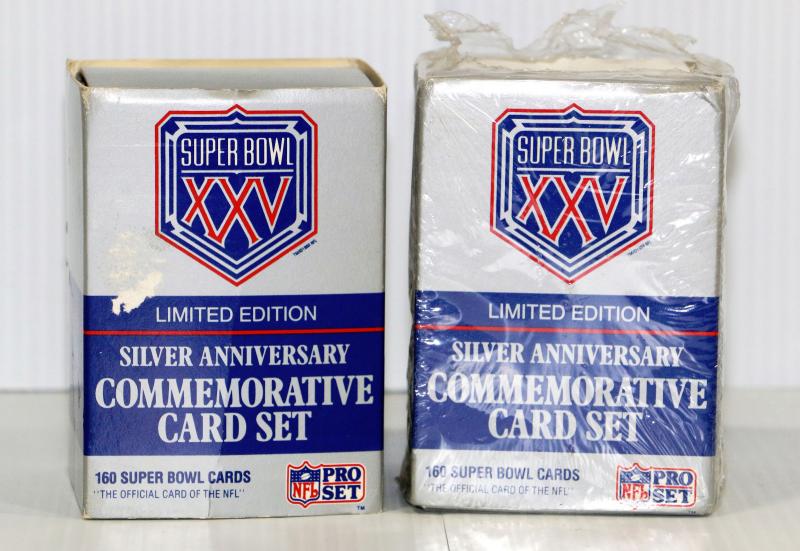 SUPER BOWL
XXV
LIMITED EDITION
SILVER ANNIVERSARY
COMMEMORATIVE
CARD SET
160 SUPER BOWL CARDS
"THE OFFICIAL CARD OF THE NFL"
NFL
PRO
SET
TM
SUPER BOWL
XXV
LIMITED EDITION
SILVER ANNIVERSARY
COMMEMORATIVE
CARD SET
160 SUPER BOWL CARDS
"THE OFFICIAL CARD OF THE NFL"
NFL
PRO
SET
TM